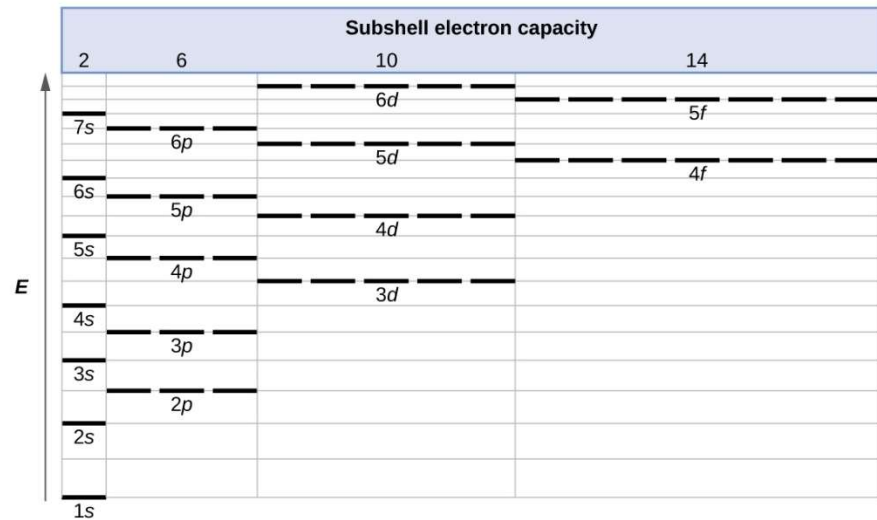 Subshell electron capacity
2 6 10 14
6d
5f
7s
6p
5d
4f
6s
5p
4d
5s
4p
E
3d
4s
3p
3s
2p
2s
1s